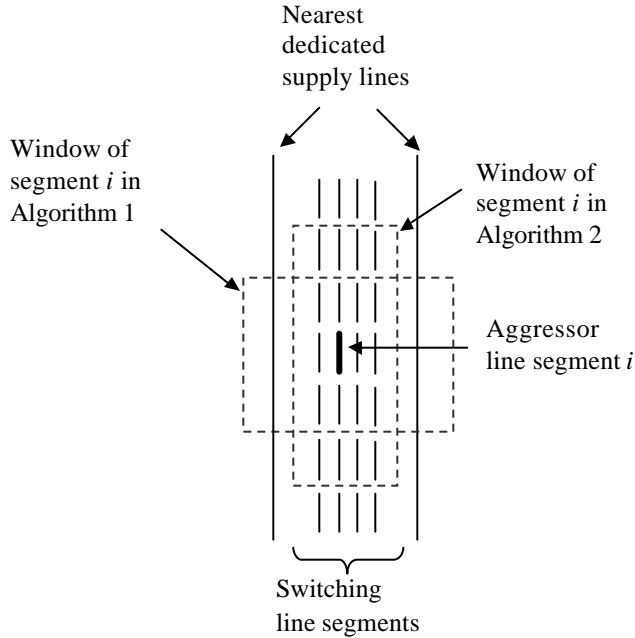 Nearest
dedicated
supply lines
Window of
segment i in
Algorithm 1
Window of
segment i in
Algorithm 2
Aggressor
line segment i
Switching
line segments